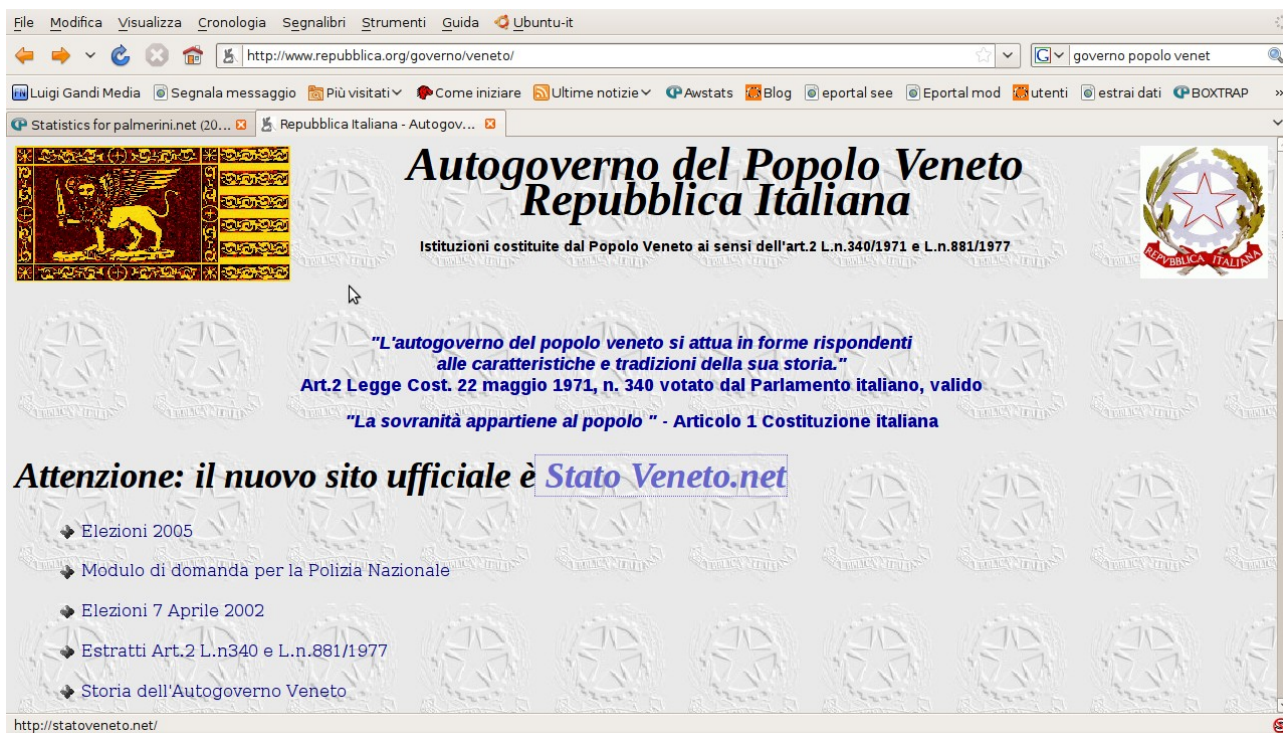 File Modifica Visualizza Cronologia Segnalibri Strumenti Guida Ubuntu-it
http://www.repubblica.org/governo/veneto/ governo popolo venet
Luigi Gandi Media Segnala messaggio Più visitati Come iniziare Ultime notizie Awstats Blog eportal see Eportal mod utenti estrai dati BOXTRAP »
Statistics for palmerini.net (20... Repubblica Italiana - Autogov...
Autogoverno del Popolo Veneto
Repubblica Italiana
Istituzioni costituite dal Popolo Veneto ai sensi dell'art.2 L.n.340/1971 e L.n.881/1977
REPVBBLICA ITALIANA
"L'autogoverno del popolo veneto si attua in forme rispondenti
alle caratteristiche e tradizioni della sua storia."
Art.2 Legge Cost. 22 maggio 1971, n. 340 votato dal Parlamento italiano, valido
"La sovranità appartiene al popolo " - Articolo 1 Costituzione italiana
Attenzione: il nuovo sito ufficiale è Stato Veneto.net
Elezioni 2005
Modulo di domanda per la Polizia Nazionale
Elezioni 7 Aprile 2002
Estratti Art.2 L.n340 e L.n.881/1977
Storia dell'Autogoverno Veneto
http://statoveneto.net/